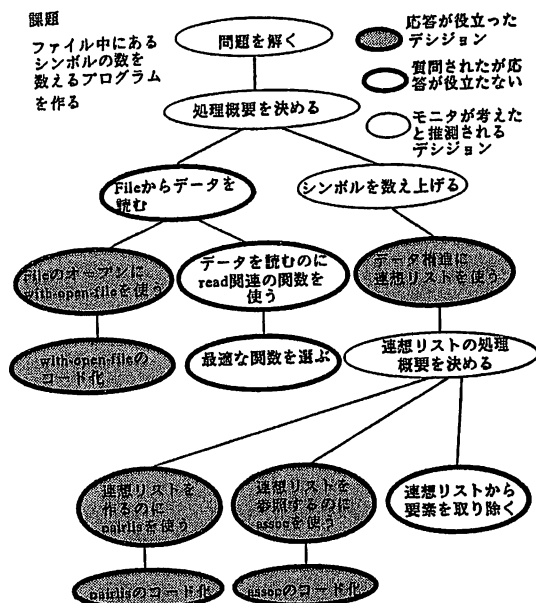 課題
ファイル中にある
シンボルの数を
数えるプログラム
を作る
問題を解く
応答が役立った
デシジョン
質問されたが応
答が役立たない
処理概要を決める
モニタが考えた
と推測される
デシジョン
Fileからデータを
読む
シンボルを数え上げる
Fileのオープンに
with-open-fileを使う
データを読むのに
read関連の関数を
使う
データ構造に
連想リストを使う
with-open-fileの
コード化
最適な関数を選ぶ
連想リストの処理
概要を決める
連想リストを
作るのに
pairlisを使う
連想リストを
参照するのに
assocを使う
連想リストから
要素を取り除く
pairlisのコード化
assocのコード化